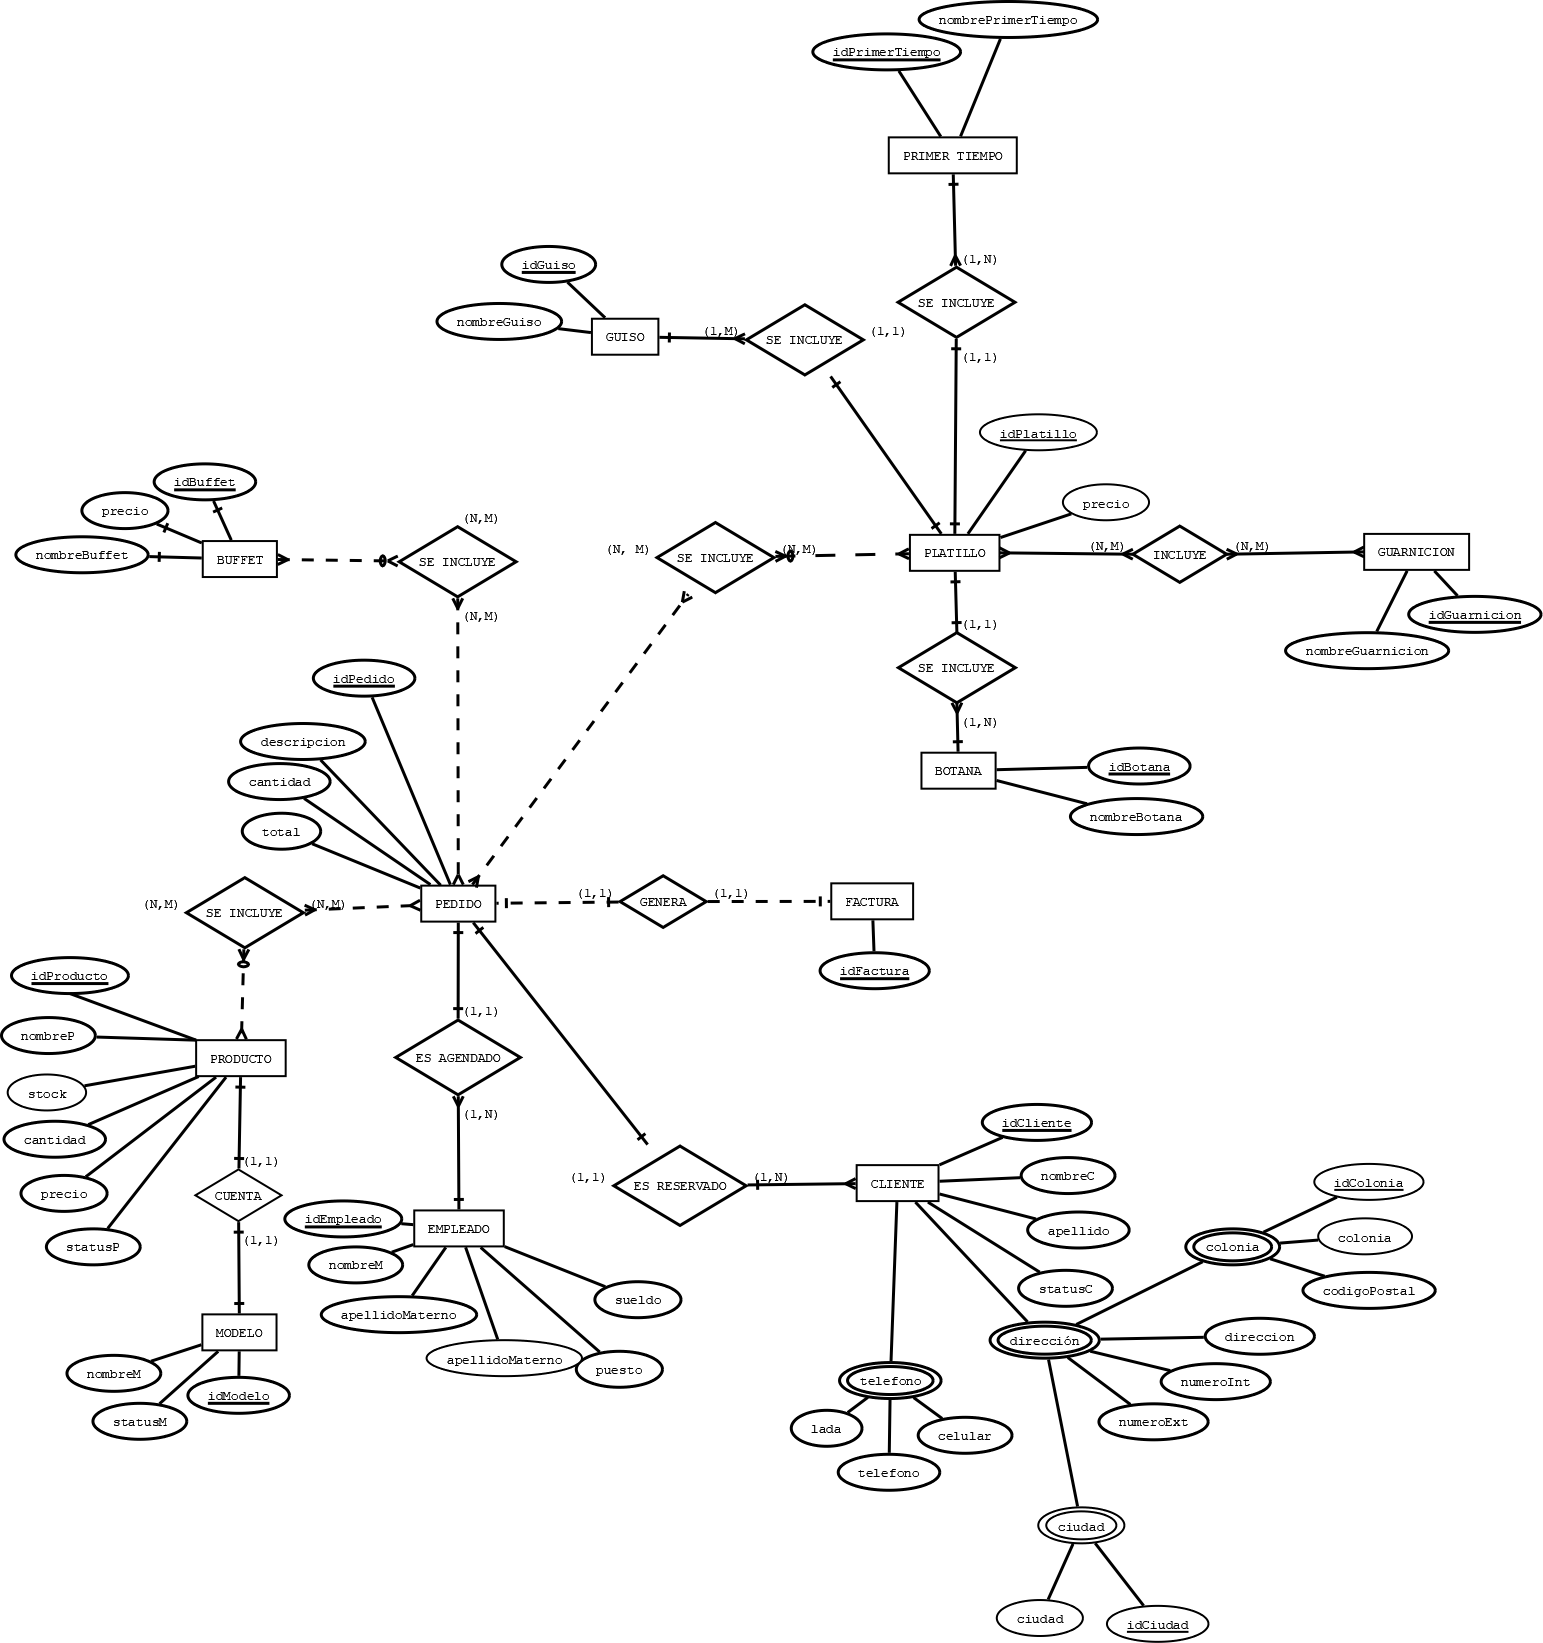 nombrePrimerTiempo
idPrimerTiempo
PRIMER TIEMPO
(1,N)
SE INCLUYE
(1,1)
idGuiso
nombreGuiso
GUISO
(1,M)
SE INCLUYE
(1,1)
idPlatillo
precio
idBuffet
precio
nombreBuffet
BUFFET
(N,M)
SE INCLUYE
(N,M)
(N, M)
SE INCLUYE
(N,M)
PLATILLO
(N,M)
INCLUYE
(N,M)
GUARNICION
idGuarnicion
nombreGuarnicion
(1,1)
SE INCLUYE
(1,N)
BOTANA
idBotana
nombreBotana
idPedido
descripcion
cantidad
total
(N,M)
SE INCLUYE
(N,M)
PEDIDO
(1,1)
GENERA
(1,1)
FACTURA
idFactura
idProducto
nombreP
stock
cantidad
precio
statusP
PRODUCTO
(1,1)
CUENTA
(1,1)
MODELO
nombreM
statusM
idModelo
(1,1)
ES AGENDADO
(1,N)
EMPLEADO
idEmpleado
nombreM
apellidoMaterno
apellidoMaterno
puesto
sueldo
(1,1)
ES RESERVADO
(1,N)
CLIENTE
idCliente
nombreC
apellido
statusC
telefono
lada
telefono
celular
dirección
colonia
idColonia
colonia
codigoPostal
direccion
numeroInt
numeroExt
ciudad
ciudad
idCiudad